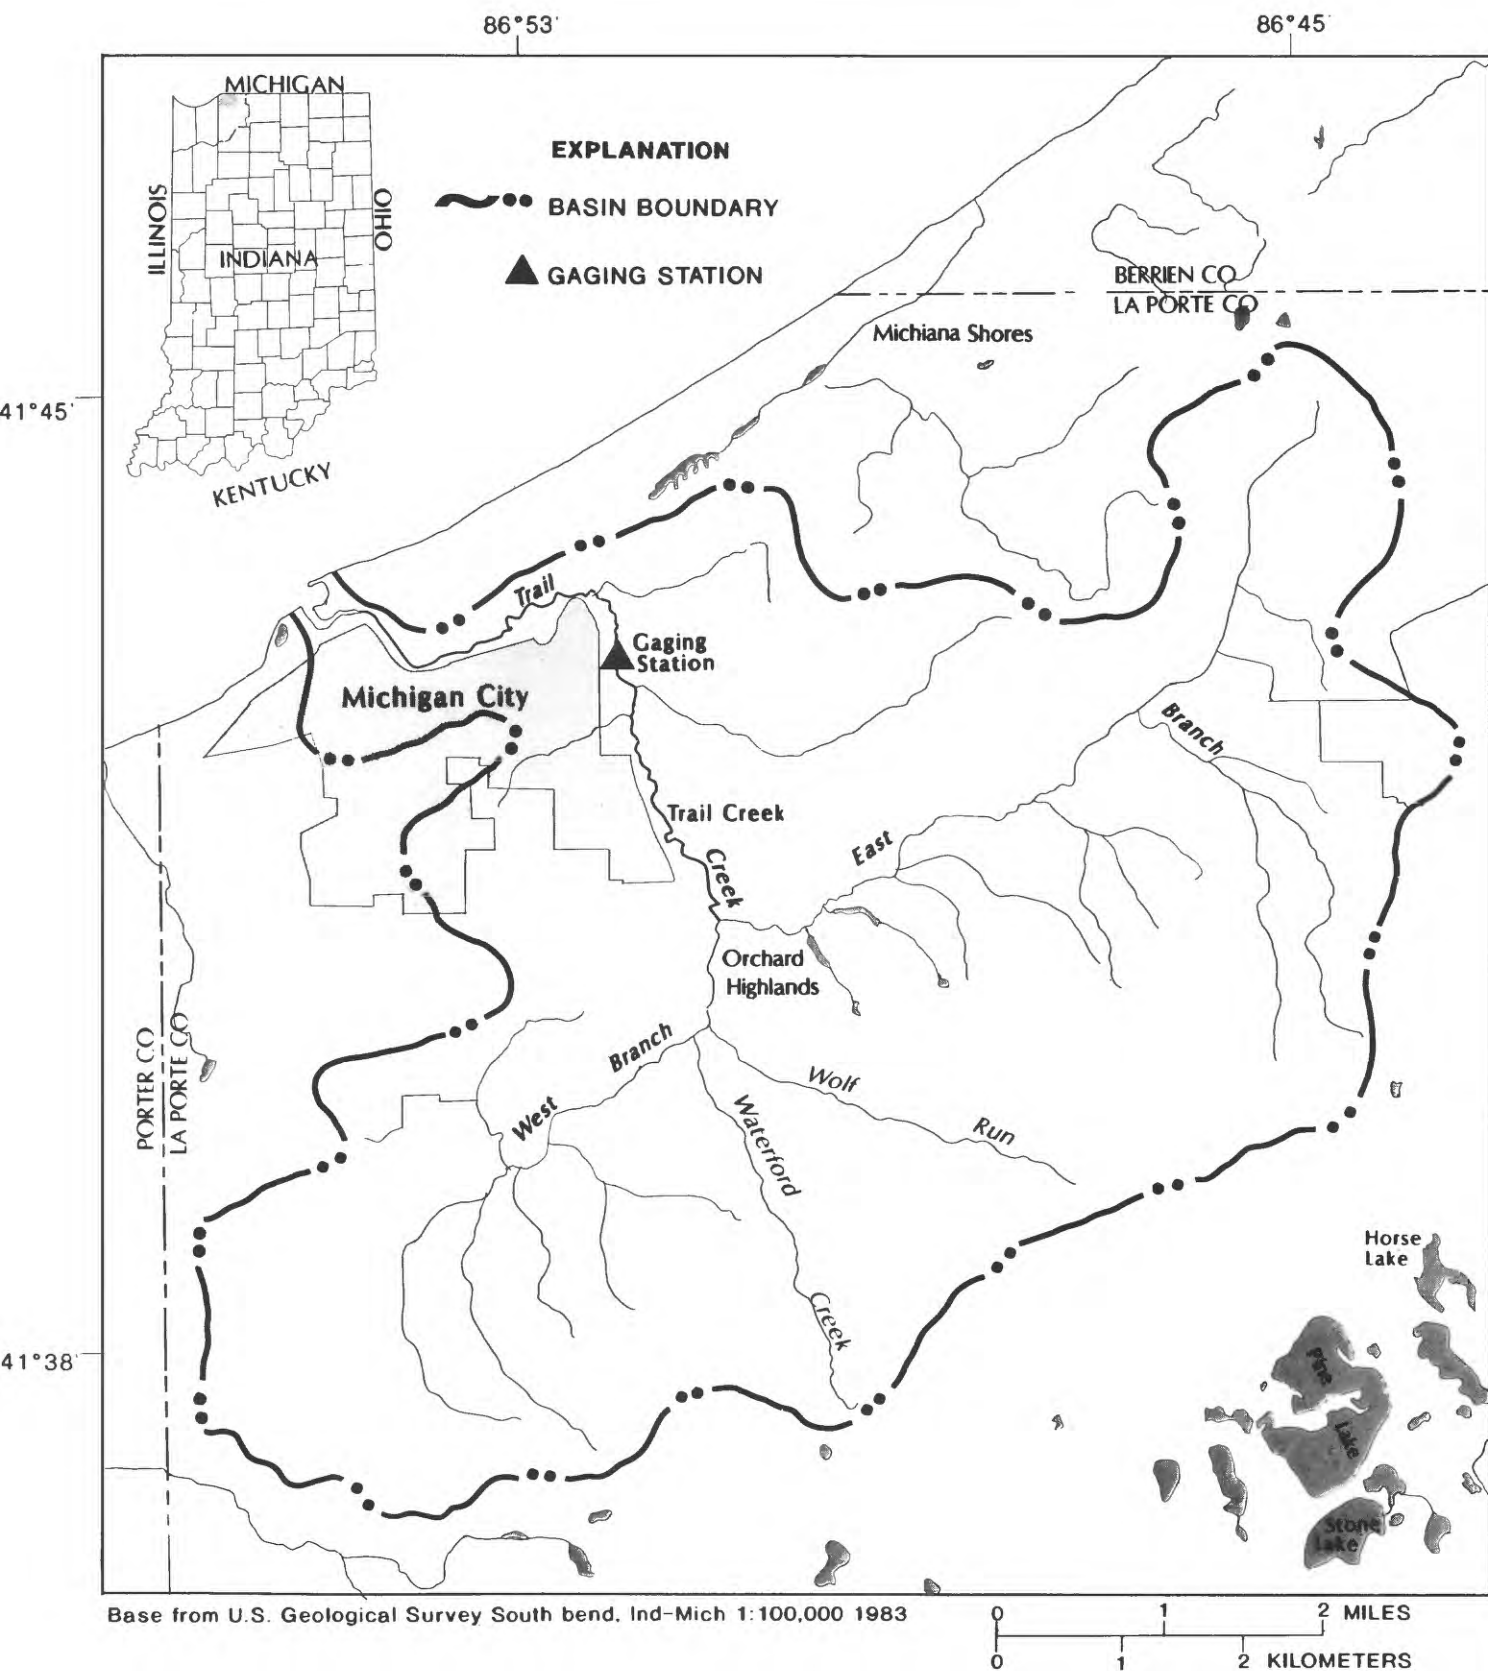 86°53'
86°45'
MICHIGAN
ILLINOIS
OHIO
INDIANA
KENTUCKY
EXPLANATION
BASIN BOUNDARY
GAGING STATION
BERRIEN CO
LA PORTE CO
Michiana Shores
41°45'
Trail
Gaging
Station
Michigan City
Branch
Trail Creek
East
Creek
Orchard
Highlands
PORTER CO
LA PORTE CO
Branch
Wolf
West
Waterford
Run
Horse
Lake
Creek
41°38'
Pine
Lake
Stone
Lake
Base from U.S. Geological Survey South bend, Ind-Mich 1:100,000 1983
0 1 2 MILES
0 1 2 KILOMETERS